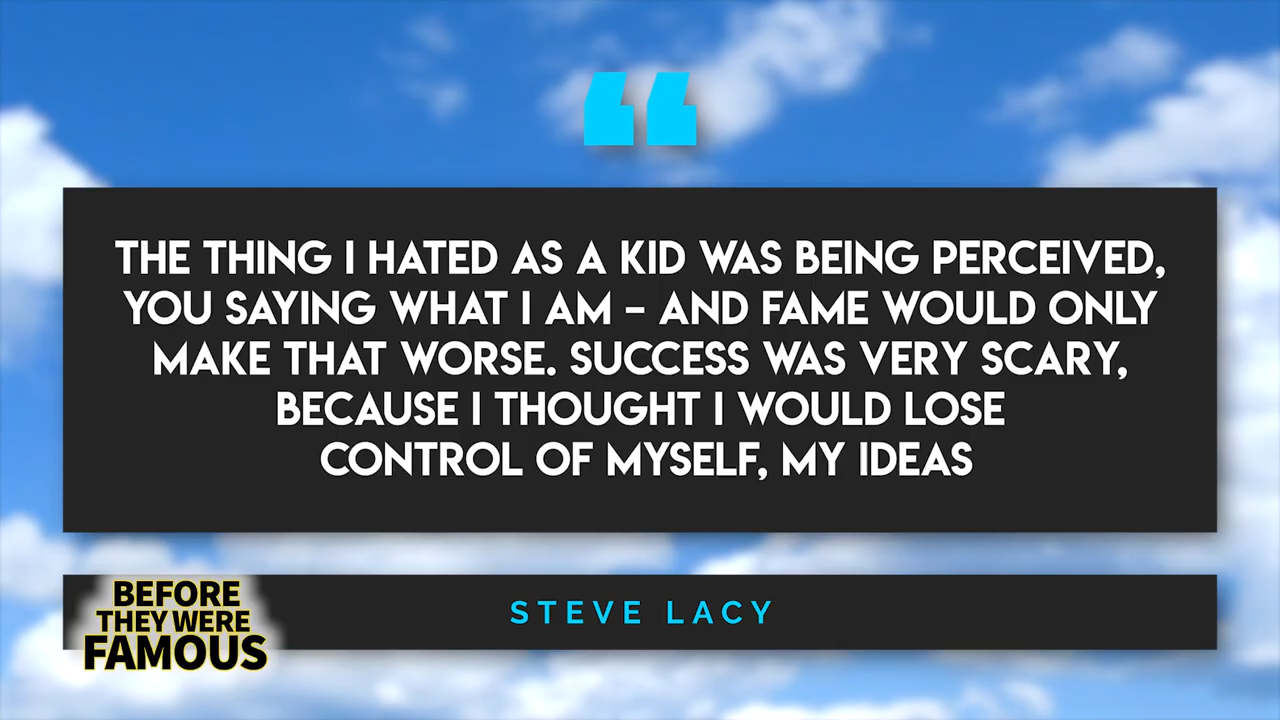 “
THE THING I HATED AS A KID WAS BEING PERCEIVED,
YOU SAYING WHAT I AM – AND FAME WOULD ONLY
MAKE THAT WORSE. SUCCESS WAS VERY SCARY,
BECAUSE I THOUGHT I WOULD LOSE
CONTROL OF MYSELF, MY IDEAS
STEVE LACY
BEFORE
THEY WERE
FAMOUS